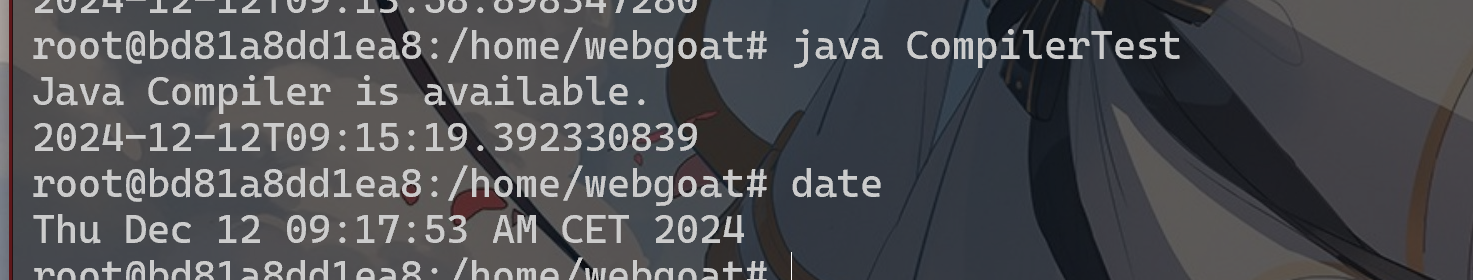 2024-12-12T09:13:58.898347280
root@bd81a8dd1ea8:/home/webgoat# java CompilerTest
Java Compiler is available.
2024-12-12T09:15:19.392330839
root@bd81a8dd1ea8:/home/webgoat# date
Thu Dec 12 09:17:53 AM CET 2024
root@bd81a8dd1ea8:/home/webgoat#